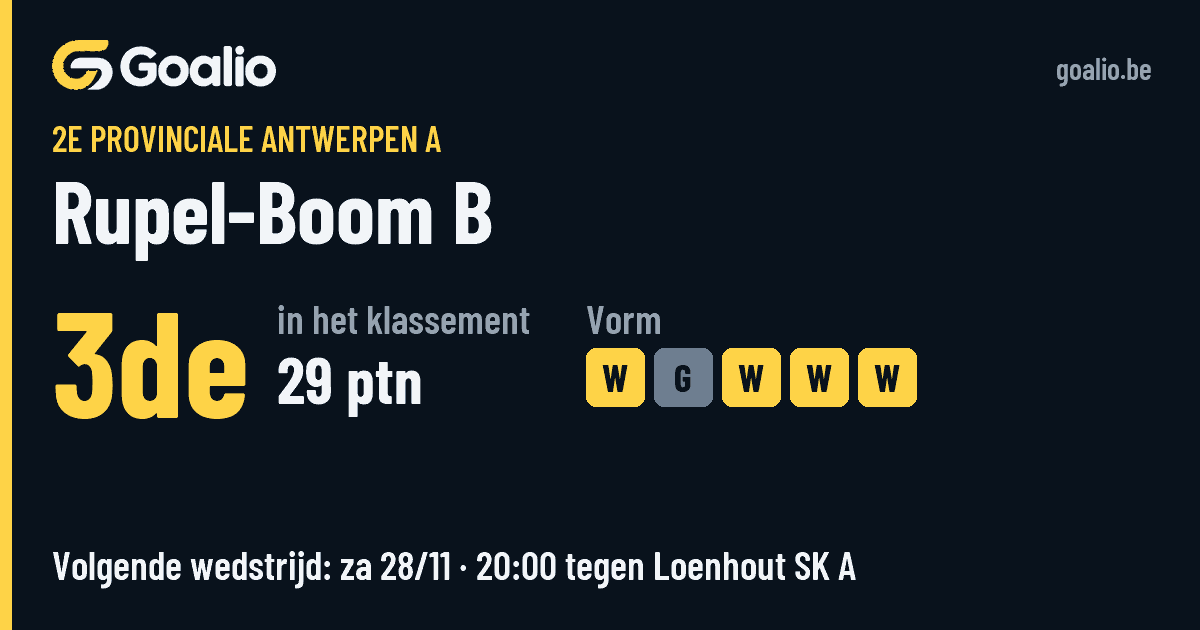 Goalio
goalio.be
2E PROVINCIALE ANTWERPEN A
Rupel-Boom B
3de
in het klassement
29 ptn
Vorm
W G W W W
Volgende wedstrijd: za 28/11 · 20:00 tegen Loenhout SK A